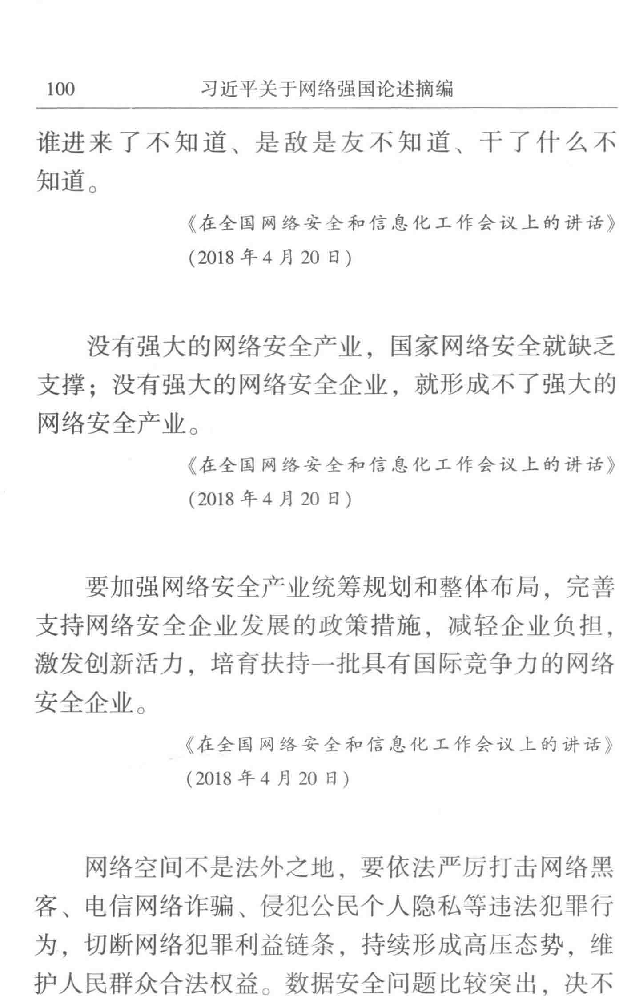 100 习近平关于网络强国论述摘编
谁进来了不知道、是敌是友不知道、干了什么不
知道。
《在全国网络安全和信息化工作会议上的讲话》
(2018 年 4 月 20 日)
没有强大的网络安全产业，国家网络安全就缺乏
支撑；没有强大的网络安全企业，就形成不了强大的
网络安全产业。
《在全国网络安全和信息化工作会议上的讲话》
(2018 年 4 月 20 日)
要加强网络安全产业统筹规划和整体布局，完善
支持网络安全企业发展的政策措施，减轻企业负担，
激发创新活力，培育扶持一批具有国际竞争力的网络
安全企业。
《在全国网络安全和信息化工作会议上的讲话》
(2018 年 4 月 20 日)
网络空间不是法外之地，要依法严厉打击网络黑
客、电信网络诈骗、侵犯公民个人隐私等违法犯罪行
为，切断网络犯罪利益链条，持续形成高压态势，维
护人民群众合法权益。数据安全问题比较突出，决不